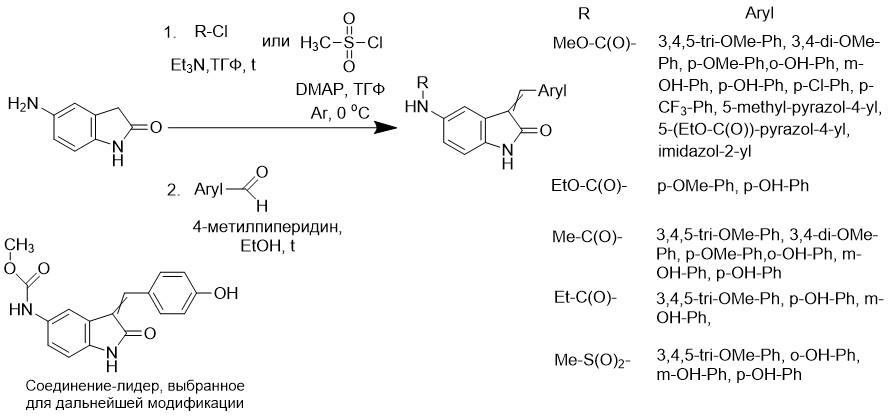 1. R-Cl или
H₃C S O O Cl
Et₃N,ТГФ, t
DMAP, ТГФ
Ar, 0 ⁰C
H₂N
O
NH
2. Aryl O
H
4-метилпиперидин,
EtOH, t
R
HN
Aryl
O
NH
R Aryl
MeO-C(O)- 3,4,5-tri-OMe-Ph, 3,4-di-OMe-
Ph, p-OMe-Ph,o-OH-Ph, m-
OH-Ph, p-OH-Ph, p-Cl-Ph, p-
CF₃-Ph, 5-methyl-pyrazol-4-yl,
5-(EtO-C(O))-pyrazol-4-yl,
imidazol-2-yl
EtO-C(O)- p-OMe-Ph, p-OH-Ph
Me-C(O)- 3,4,5-tri-OMe-Ph, 3,4-di-OMe-
Ph, p-OMe-Ph,o-OH-Ph, m-
OH-Ph, p-OH-Ph
Et-C(O)- 3,4,5-tri-OMe-Ph, p-OH-Ph, m-
OH-Ph,
Me-S(O)₂- 3,4,5-tri-OMe-Ph, o-OH-Ph,
m-OH-Ph, p-OH-Ph
CH₃
O
O
NH
OH
O
NH
Соединение-лидер, выбранное
для дальнейшей модификации